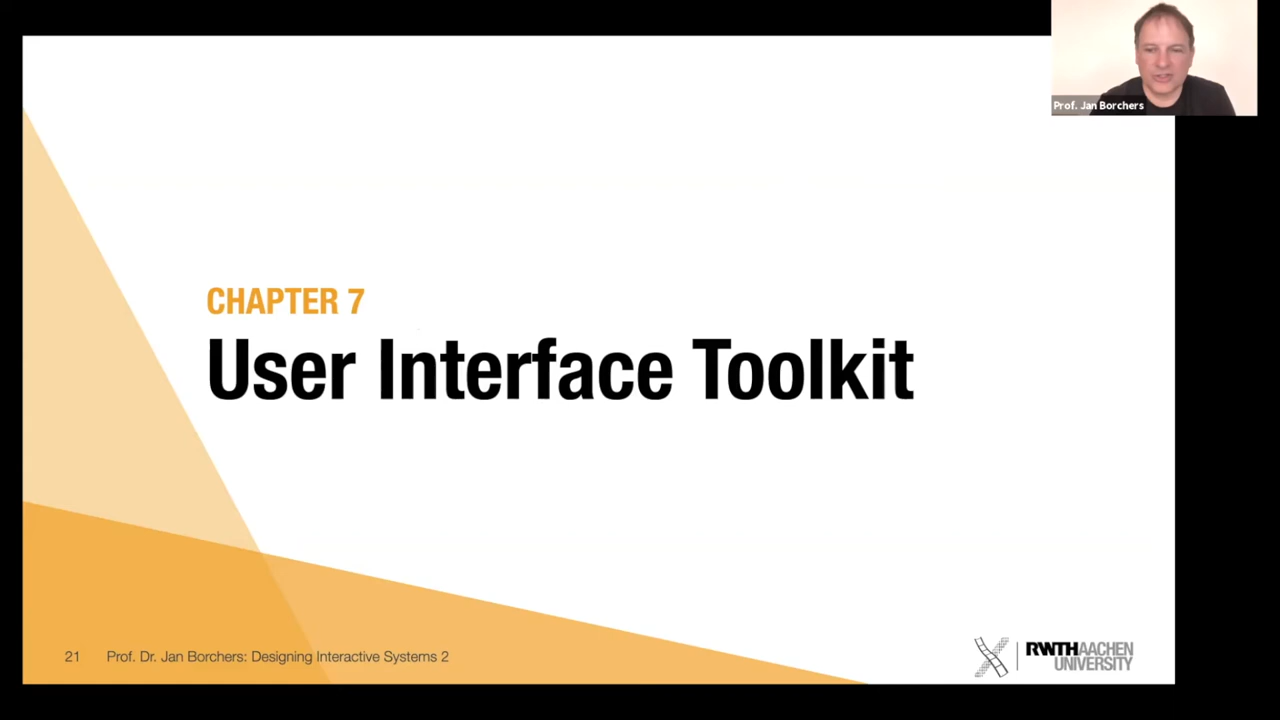 Prof. Jan Borchers
CHAPTER 7
User Interface Toolkit
21 Prof. Dr. Jan Borchers: Designing Interactive Systems 2
RWTHAACHEN
UNIVERSITY